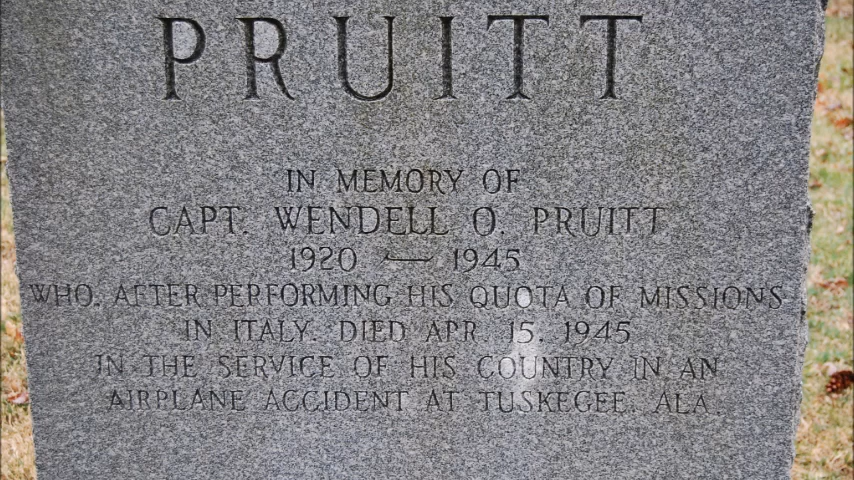 PRUITT
IN MEMORY OF
CAPT. WENDELL O. PRUITT
1920 — 1945
WHO, AFTER PERFORMING HIS QUOTA OF MISSIONS
IN ITALY, DIED APR. 15, 1945
IN THE SERVICE OF HIS COUNTRY IN AN
AIRPLANE ACCIDENT AT TUSKEGEE, ALA.